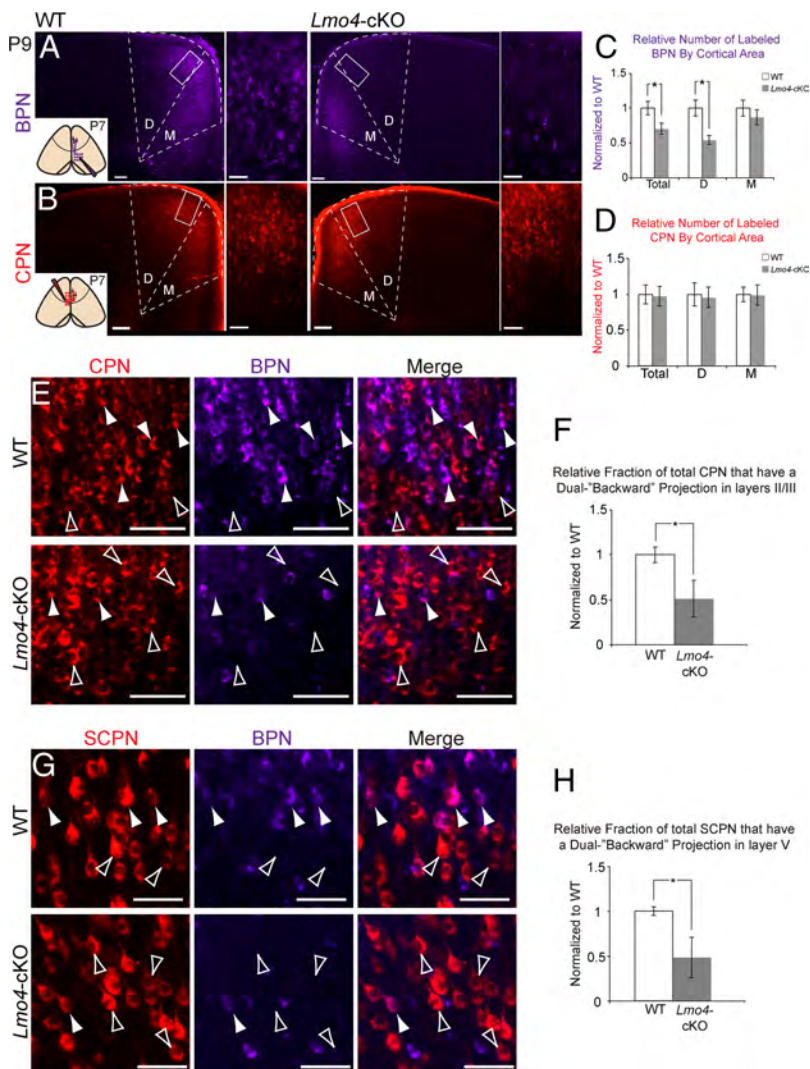 WT
Lmo4-cKO
P9
A
BPN
D
M
P7
D
M
B
CPN
D
M
P7
D
M
C
Relative Number of Labeled
BPN By Cortical Area
WT
Lmo4-cKO
Normalized to WT
1.5
1
0.5
0
*
*
Total
D
M
D
Relative Number of Labeled
CPN By Cortical Area
WT
Lmo4-cKO
Normalized to WT
1.5
1
0.5
0
Total
D
M
CPN
BPN
Merge
E
WT
Lmo4-cKO
F
Relative Fraction of total CPN that have a
Dual-"Backward" Projection in layers II/III
Normalized to WT
1.5
1
0.5
0
*
WT
Lmo4-
cKO
SCPN
BPN
Merge
G
WT
Lmo4-cKO
H
Relative Fraction of total SCPN that have
a Dual-"Backward" Projection in layer V
Normalized to WT
1.5
1
0.5
0
*
WT
Lmo4-
cKO